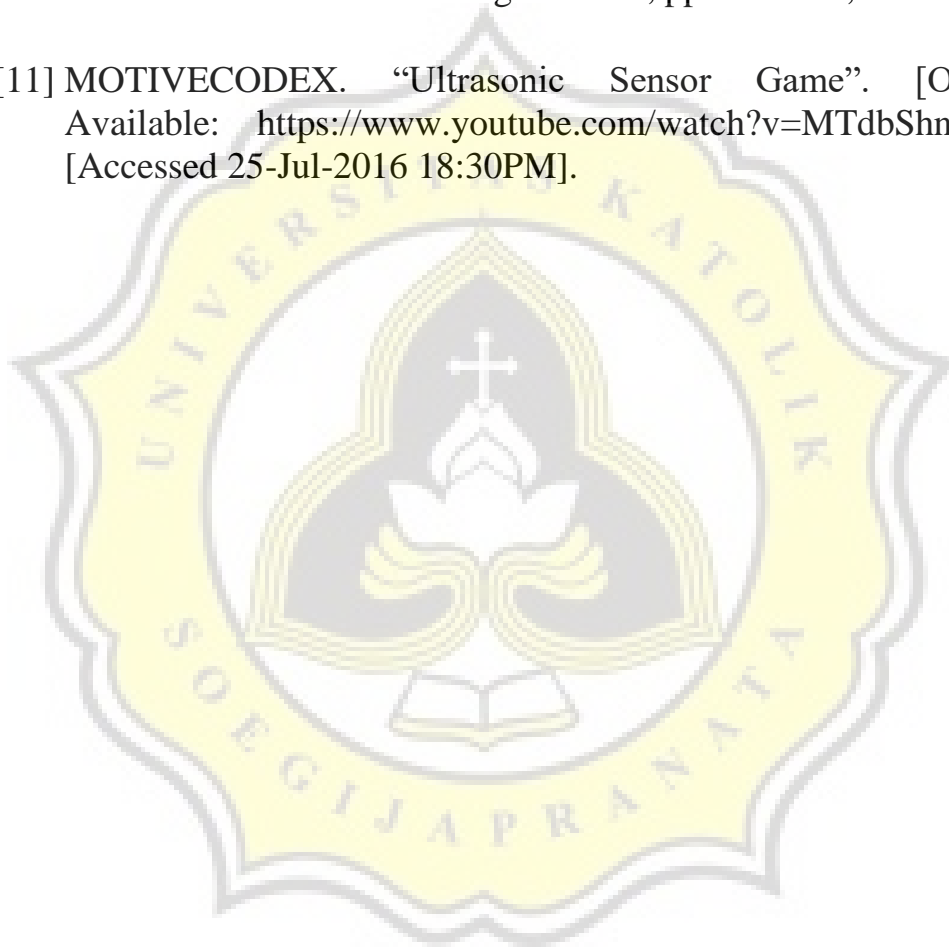 [11] MOTIVECODEX. “Ultrasonic Sensor Game”. [O
Available: https://www.youtube.com/watch?v=MTdbShn
[Accessed 25-Jul-2016 18:30PM].
UNIVERSITAS KATOLIK
SOEGIJAPRANATA